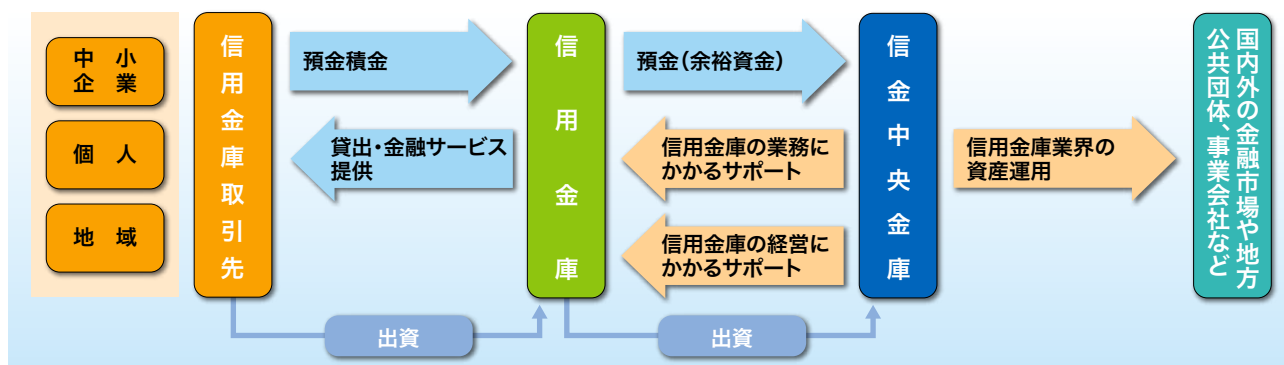 中 小
企 業
個 人
地 域
信用金庫取引先
預金積金
貸出・金融サービス
提供
出資
信用金庫
預金(余裕資金)
信用金庫の業務に
かかるサポート
信用金庫の経営に
かかるサポート
出資
信金中央金庫
信用金庫業界の
資産運用
国内外の金融市場や地方
公共団体、事業会社など